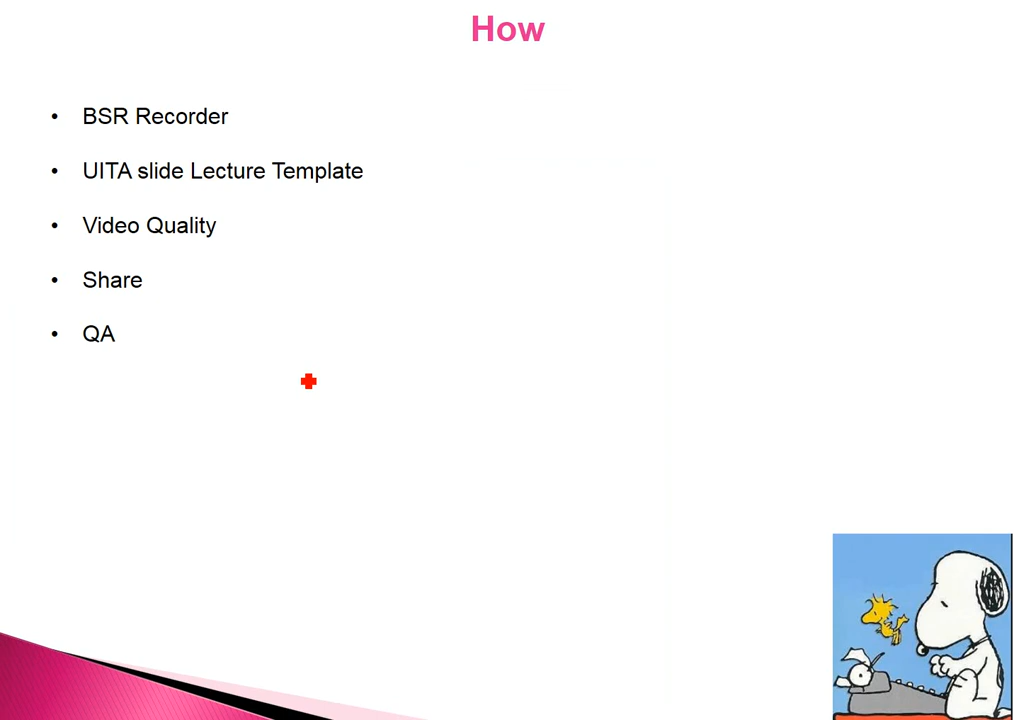 How
• BSR Recorder
• UITA slide Lecture Template
• Video Quality
• Share
• QA